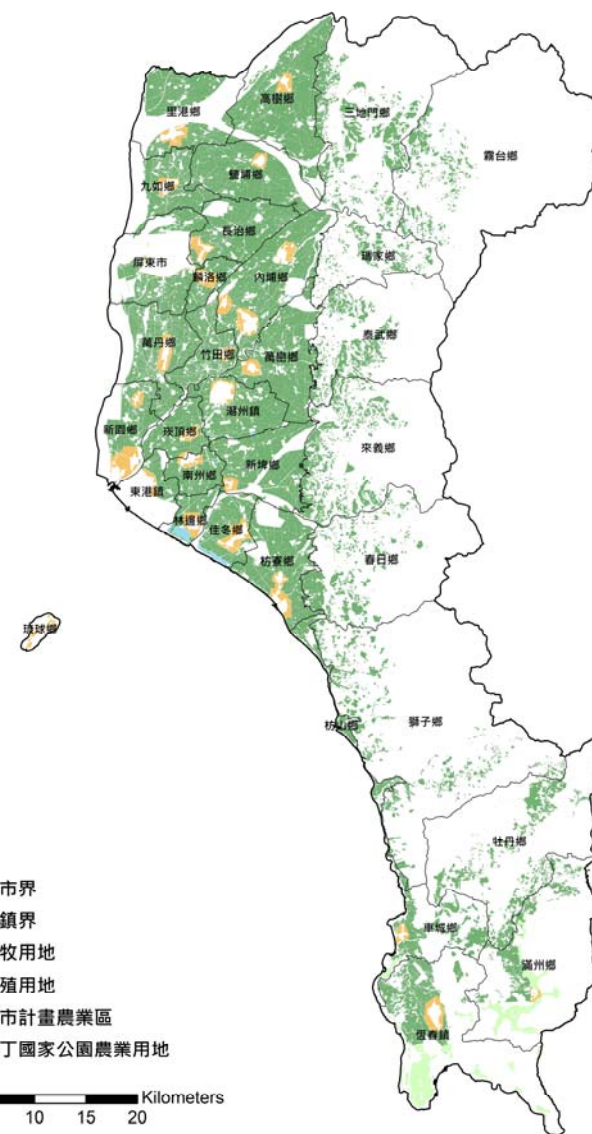 高樹鄉
里港鄉
三地門鄉
霧台鄉
鹽埔鄉
九如鄉
長治鄉
屏東市
瑪家鄉
麟洛鄉
內埔鄉
泰武鄉
萬丹鄉
竹田鄉
萬巒鄉
潮州鎮
新園鄉
崁頂鄉
來義鄉
新埤鄉
南州鄉
東港鎮
林邊鄉
佳冬鄉
枋寮鄉
春日鄉
琉球鄉
獅子鄉
枋山鄉
牡丹鄉
市界
鎮界
車城鄉
牧用地
滿州鄉
殖用地
市計畫農業區
恆春鎮
丁國家公園農業用地
Kilometers
10 15 20